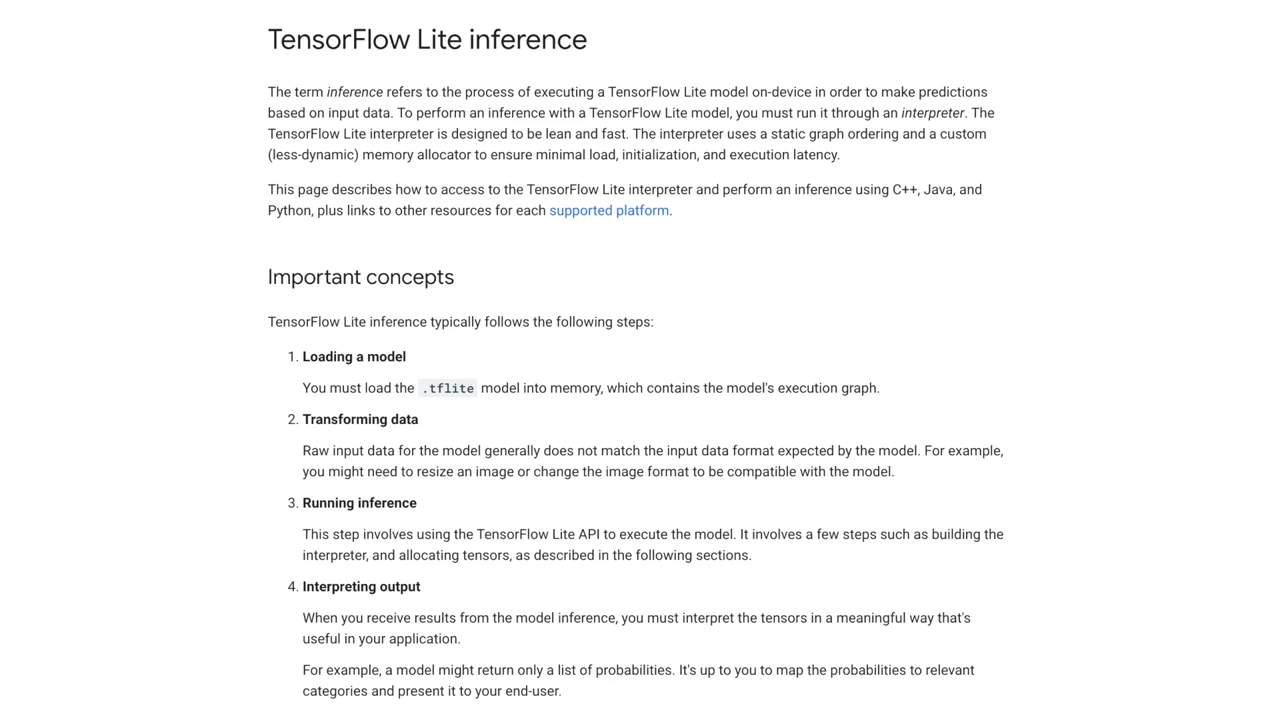 TensorFlow Lite inference
The term inference refers to the process of executing a TensorFlow Lite model on-device in order to make predictions
based on input data. To perform an inference with a TensorFlow Lite model, you must run it through an interpreter. The
TensorFlow Lite interpreter is designed to be lean and fast. The interpreter uses a static graph ordering and a custom
(less-dynamic) memory allocator to ensure minimal load, initialization, and execution latency.
This page describes how to access to the TensorFlow Lite interpreter and perform an inference using C++, Java, and
Python, plus links to other resources for each supported platform.
Important concepts
TensorFlow Lite inference typically follows the following steps:
1. Loading a model
You must load the .tflite model into memory, which contains the model's execution graph.
2. Transforming data
Raw input data for the model generally does not match the input data format expected by the model. For example,
you might need to resize an image or change the image format to be compatible with the model.
3. Running inference
This step involves using the TensorFlow Lite API to execute the model. It involves a few steps such as building the
interpreter, and allocating tensors, as described in the following sections.
4. Interpreting output
When you receive results from the model inference, you must interpret the tensors in a meaningful way that's
useful in your application.
For example, a model might return only a list of probabilities. It's up to you to map the probabilities to relevant
categories and present it to your end-user.